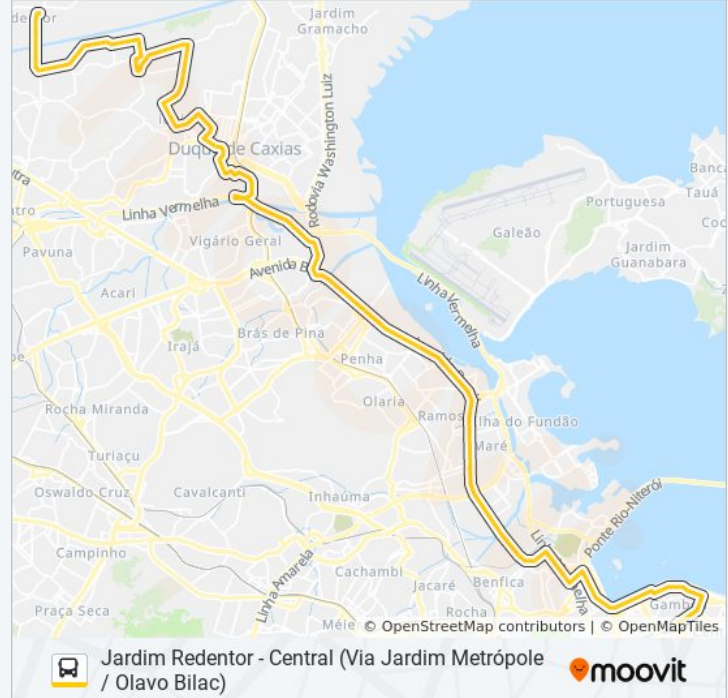 Jardim
Gramacho
Rodovia Washington Luiz
Duque de Caxias
Linha Vermelha
Banca
Tauá
Portuguesa
Galeão
Jardim
Guanabara
Pavuna
Vigário Geral
Avenida B
Linha Vermelha
Acari
Irajá
Brás de Pina
Penha
Olaria
Ramos
Ilha do Fundão
Maré
Rocha Miranda
Turiaçu
Oswaldo Cruz
Cavalcanti
Inhaúma
Ponte Rio-Niterói
Campinho
Linha Amarela
Cachambi
Jacaré
Benfica
Praça Seca
Méie
Rocha
Gamb
© OpenStreetMap contributors | © OpenMapTiles
Jardim Redentor - Central (Via Jardim Metrópole
/ Olavo Bilac)
moovit